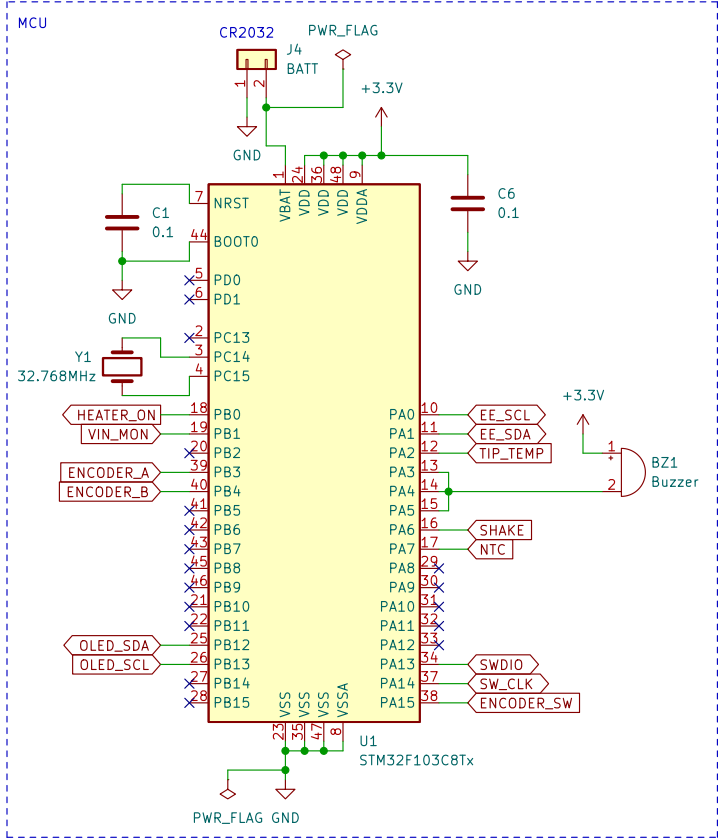 MCU
CR2032
PWR_FLAG
J4
BATT
1
2
+3.3V
GND
1
24
36
48
9
VBAT
VDD
VDD
VDD
VDDA
C1
0.1
7
NRST
C6
0.1
44
BOOT0
GND
GND
5
PD0
6
PD1
2
PC13
Y1
32.768MHz
3
PC14
4
PC15
+3.3V
HEATER_ON
18
PB0
PA0
10
EE_SCL
VIN_MON
19
PB1
PA1
11
EE_SDA
20
PB2
PA2
12
TIP_TEMP
1
+
BZ1
Buzzer
2
ENCODER_A
39
PB3
PA3
13
ENCODER_B
40
PB4
PA4
14
41
PB5
PA5
15
42
PB6
PA6
16
SHAKE
43
PB7
PA7
17
NTC
45
PB8
PA8
29
46
PB9
PA9
30
21
PB10
PA10
31
22
PB11
PA11
32
OLED_SDA
25
PB12
PA12
33
OLED_SCL
26
PB13
PA13
34
SWDIO
27
PB14
PA14
37
SW_CLK
28
PB15
PA15
38
ENCODER_SW
VSS
VSS
VSS
VSSA
23
35
47
8
U1
STM32F103C8Tx
PWR_FLAG
GND